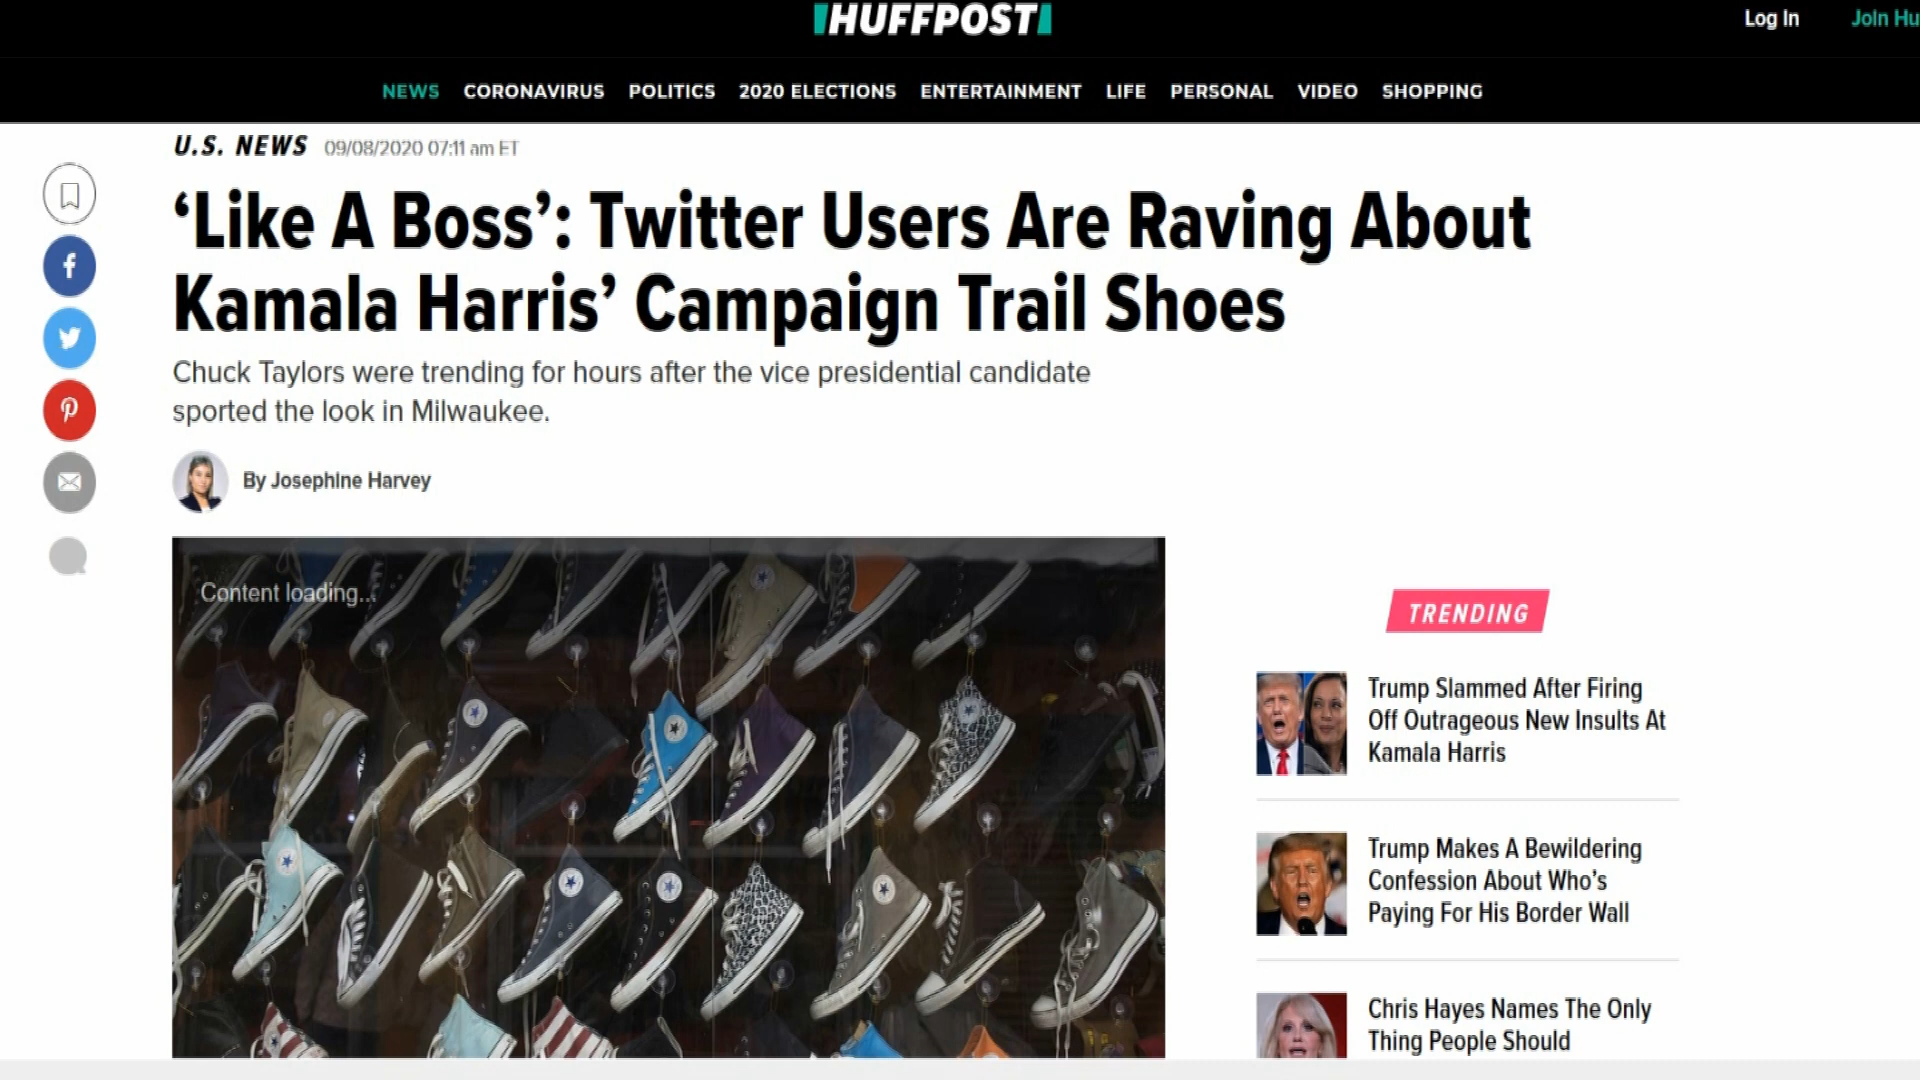 HUFFPOST
Log In
Join Hu
NEWS CORONAVIRUS POLITICS 2020 ELECTIONS ENTERTAINMENT LIFE PERSONAL VIDEO SHOPPING
U.S. NEWS 09/08/2020 07:11 am ET
‘Like A Boss’: Twitter Users Are Raving About
Kamala Harris’ Campaign Trail Shoes
Chuck Taylors were trending for hours after the vice presidential candidate
sported the look in Milwaukee.
By Josephine Harvey
Content loading...
TRENDING
Trump Slammed After Firing
Off Outrageous New Insults At
Kamala Harris
Trump Makes A Bewildering
Confession About Who’s
Paying For His Border Wall
Chris Hayes Names The Only
Thing People Should